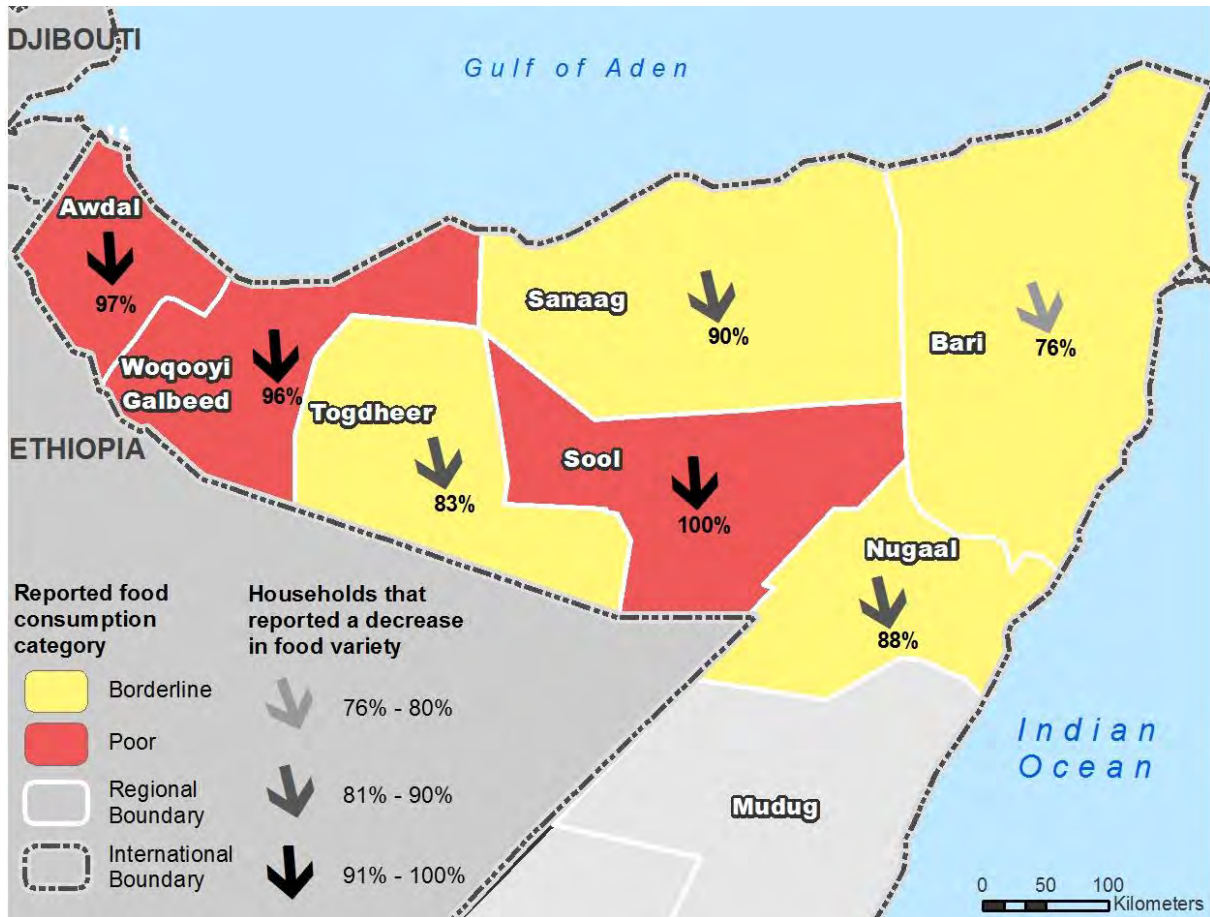 DJIBOUTI
Gulf of Aden
Awdal
97%
Woqooyi
Galbeed
96%
Togdheer
83%
Sanaag
90%
Bari
76%
Sool
100%
Nugaal
88%
ETHIOPIA
Mudug
Indian
Ocean
Reported food
consumption
category
Borderline
Poor
Regional
Boundary
International
Boundary
Households that
reported a decrease
in food variety
76% - 80%
81% - 90%
91% - 100%
0 50 100
Kilometers